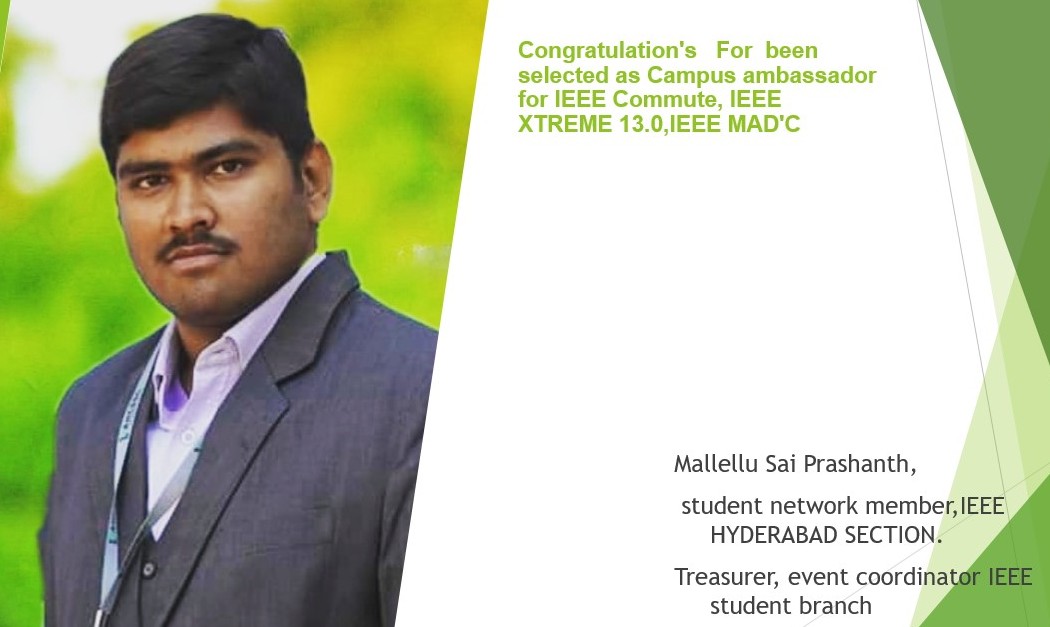 Congratulation's For been
selected as Campus ambassador
for IEEE Commute, IEEE
XTREME 13.0,IEEE MAD'C
Mallellu Sai Prashanth,
student network member,IEEE
HYDERABAD SECTION.
Treasurer, event coordinator IEEE
student branch